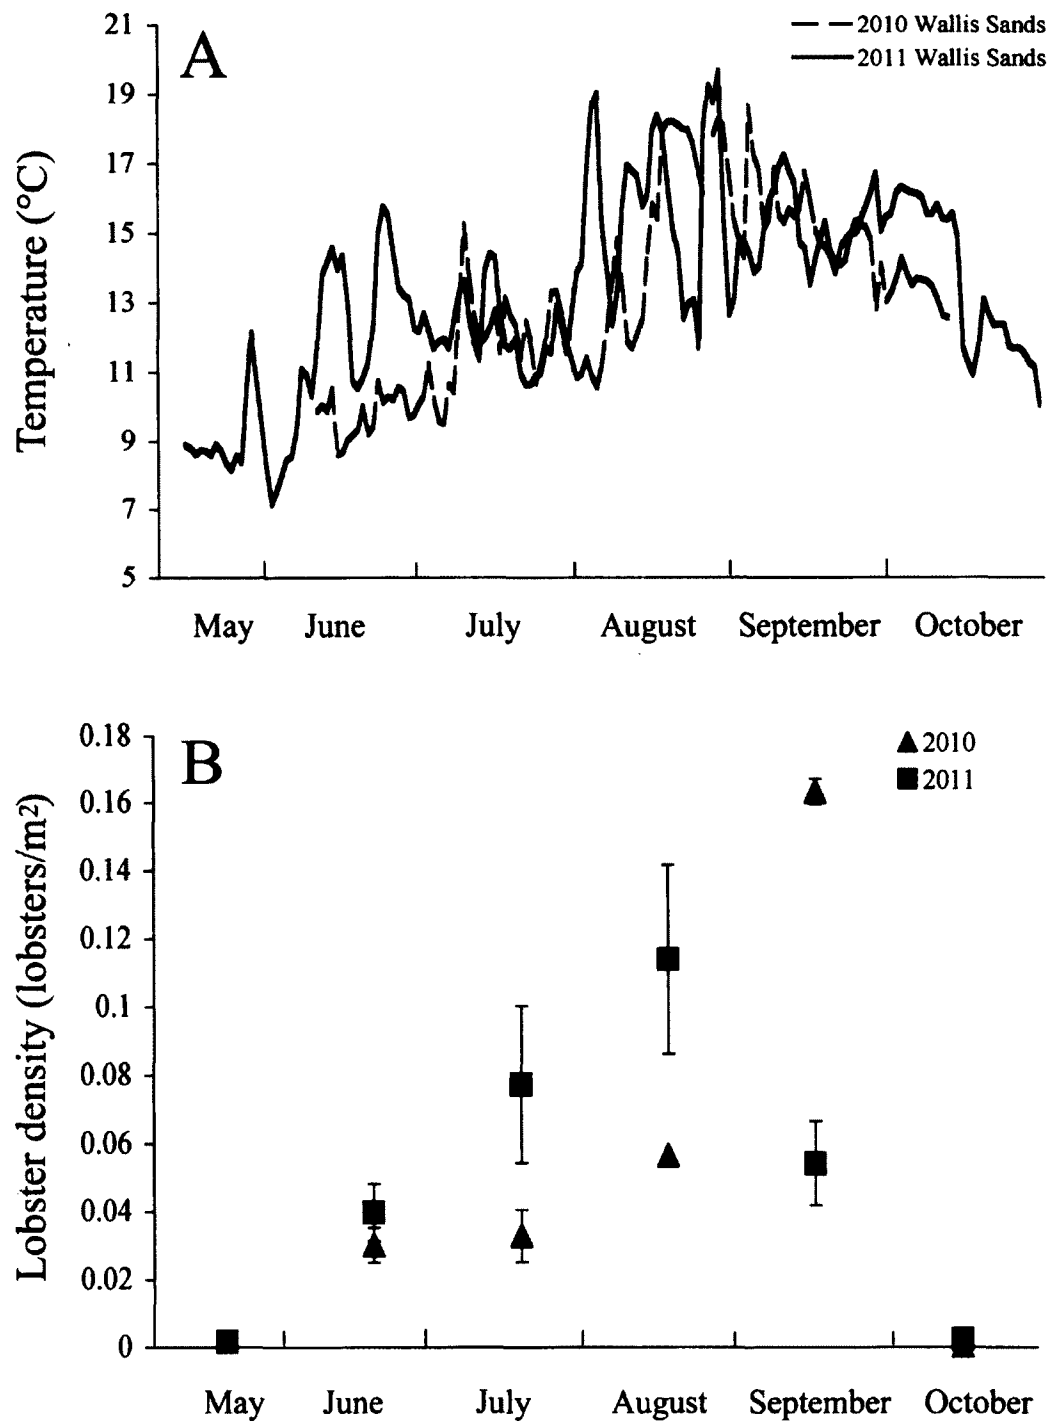 A
2010 Wallis Sands
2011 Wallis Sands
Temperature (°C)
21
19
17
15
13
11
9
7
5
May June July August September October
B
2010
2011
Lobster density (lobsters/m²)
0.18
0.16
0.14
0.12
0.1
0.08
0.06
0.04
0.02
0
May June July August September October